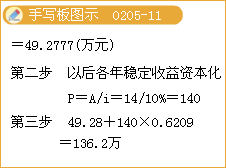 手写板图示 0205-11
=49.2777(万元)
第二步 以后各年稳定收益资本化
P=A/i=14/10%=140
第三步 49.28+140×0.6209
=136.2万